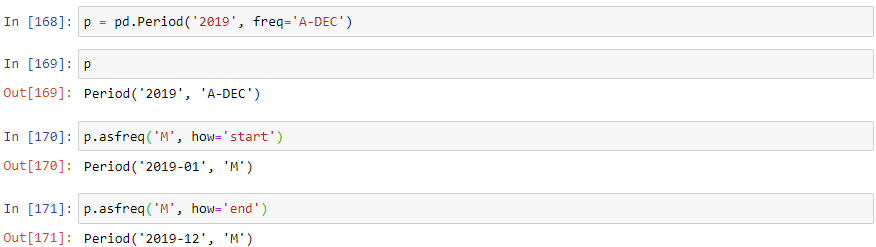 In [168]: p = pd.Period('2019', freq='A-DEC')
In [169]: p
Out[169]: Period('2019', 'A-DEC')
In [170]: p.asfreq('M', how='start')
Out[170]: Period('2019-01', 'M')
In [171]: p.asfreq('M', how='end')
Out[171]: Period('2019-12', 'M')